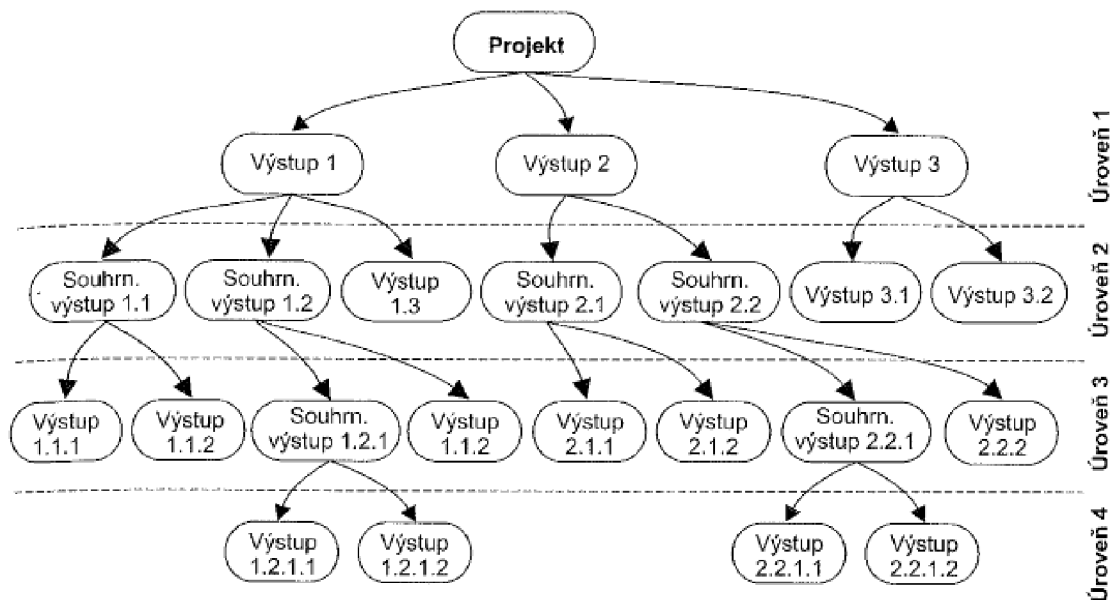 Projekt
Výstup 1
Výstup 2
Výstup 3
Úroveň 1
Souhrn.
výstup 1.1
Souhrn.
výstup 1.2
Výstup
1.3
Souhrn.
výstup 2.1
Souhrn.
výstup 2.2
Výstup 3.1
Výstup 3.2
Úroveň 2
Výstup
1.1.1
Výstup
1.1.2
Souhrn.
výstup 1.2.1
Výstup
1.1.2
Výstup
2.1.1
Výstup
2.1.2
Souhrn.
výstup 2.2.1
Výstup
2.2.2
Úroveň 3
Výstup
1.2.1.1
Výstup
1.2.1.2
Výstup
2.2.1.1
Výstup
2.2.1.2
Úroveň 4